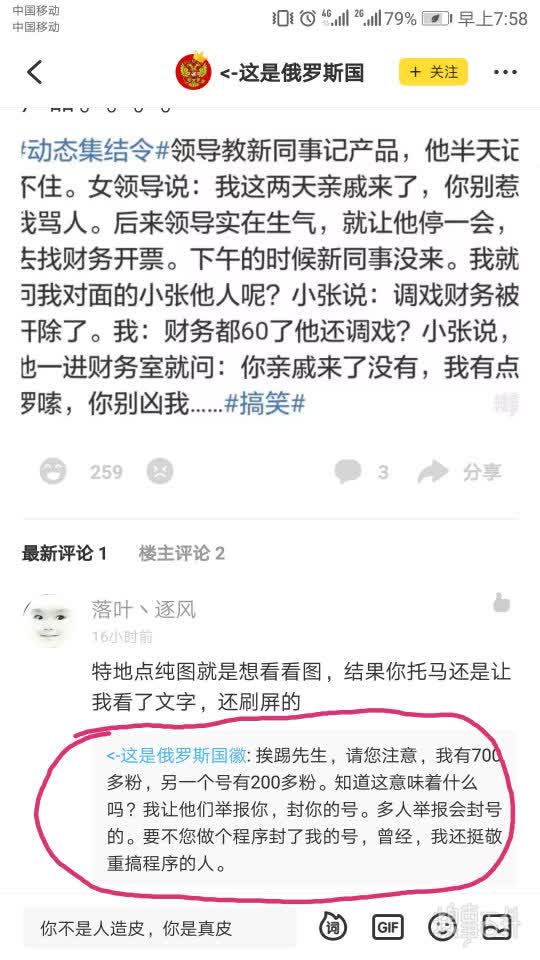 中国移动
中国移动
4G 2G 79% 早上7:58
<-这是俄罗斯国
+ 关注
#动态集结令#领导教新同事记产品，他半天记
不住。女领导说：我这两天亲戚来了，你别惹
我骂人。后来领导实在生气，就让他停一会，
去找财务开票。下午的时候新同事没来。我就
问我对面的小张他人呢？小张说：调戏财务被
开除了。我：财务都60了他还调戏？小张说，
他一进财务室就问：你亲戚来了没有，我有点
啰嗦，你别凶我……#搞笑#
259
3
分享
最新评论 1
楼主评论 2
落叶丶逐风
16小时前
特地点纯图就是想看看图，结果你托马还是让
我看了文字，还刷屏的
<-这是俄罗斯国徽: 挨踢先生，请您注意，我有700
多粉，另一个号有200多粉。知道这意味着什么
吗？我让他们举报你，封你的号。多人举报会封号
的。要不您做个程序封了我的号，曾经，我还挺敬
重搞程序的人。
你不是人造皮，你是真皮
词
GIF